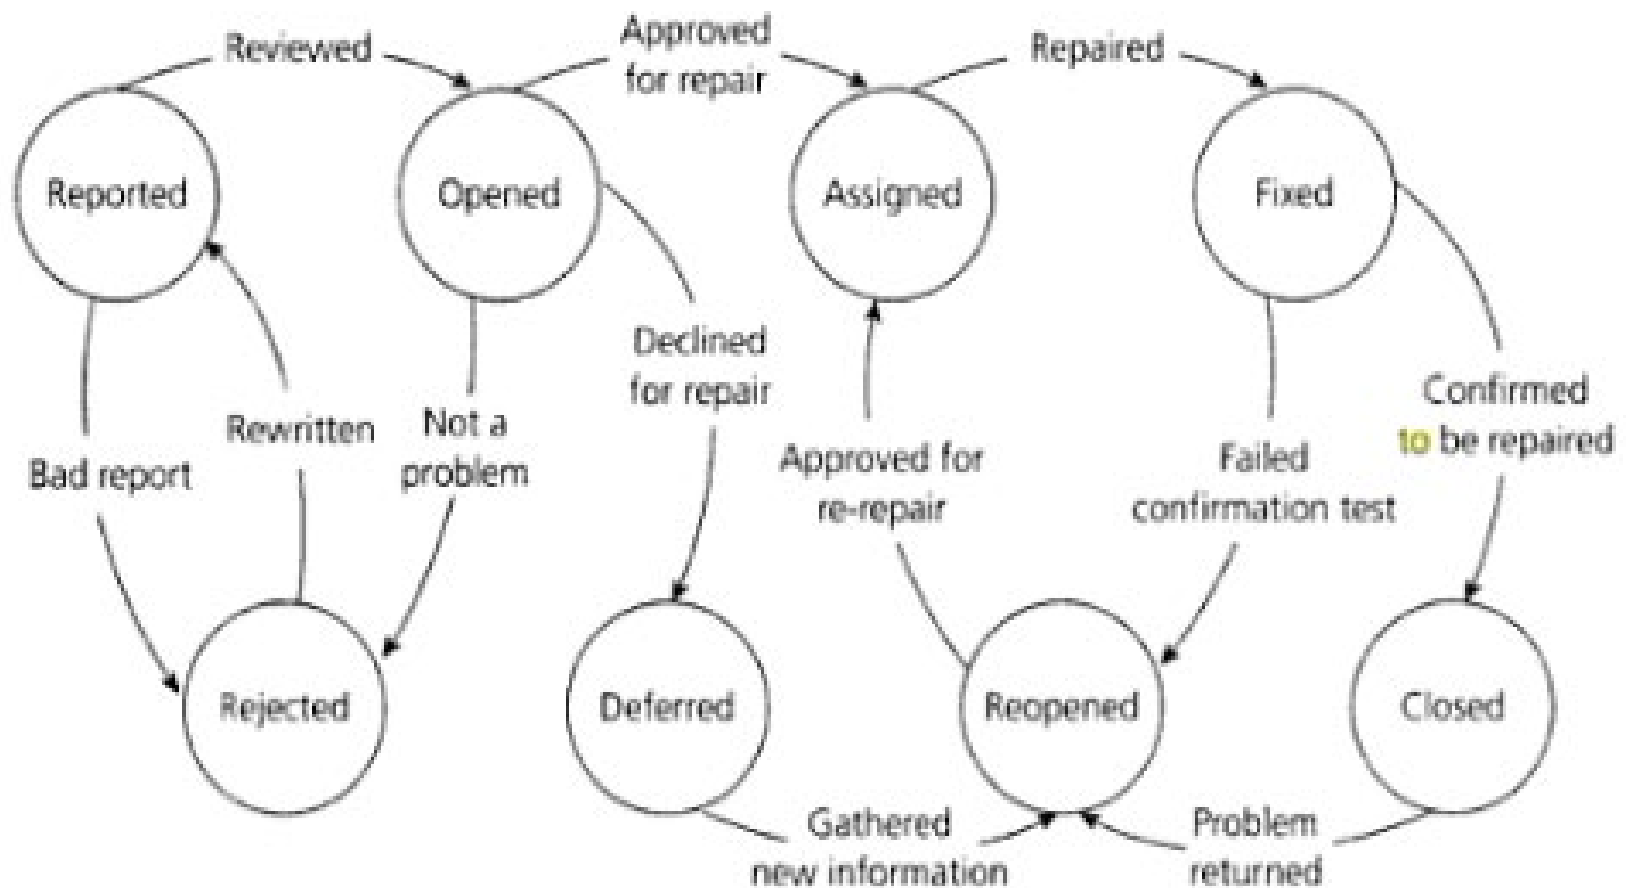 Reviewed
Approved
for repair
Repaired
Reported
Opened
Assigned
Fixed
Declined
for repair
Confirmed
to be repaired
Rewritten
Not a
problem
Bad report
Approved for
re-repair
Failed
confirmation test
Rejected
Deferred
Reopened
Closed
Gathered
new information
Problem
returned